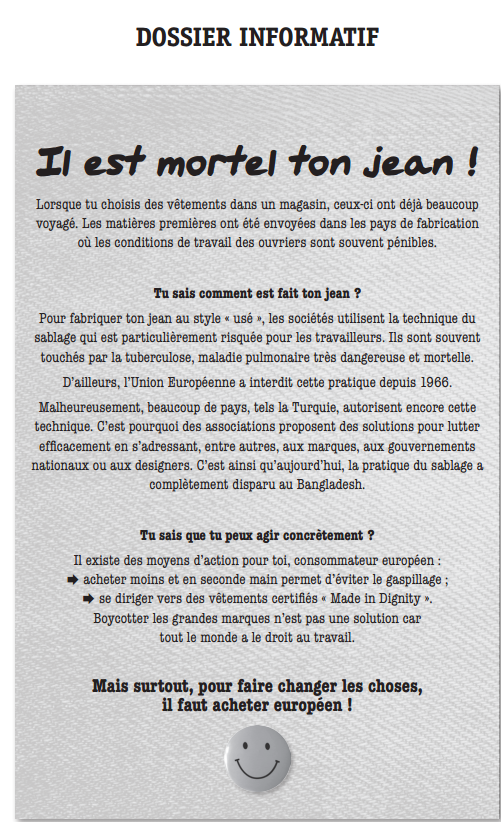 DOSSIER INFORMATIF
Il est mortel ton jean !
Lorsque tu choisis des vêtements dans un magasin, ceux-ci ont déjà beaucoup
voyagé. Les matières premières ont été envoyées dans les pays de fabrication
où les conditions de travail des ouvriers sont souvent pénibles.
Tu sais comment est fait ton jean ?
Pour fabriquer ton jean au style « usé », les sociétés utilisent la technique du
sablage qui est particulièrement risquée pour les travailleurs. Ils sont souvent
touchés par la tuberculose, maladie pulmonaire très dangereuse et mortelle.
D'ailleurs, l'Union Européenne a interdit cette pratique depuis 1966.
Malheureusement, beaucoup de pays, tels la Turquie, autorisent encore cette
technique. C'est pourquoi des associations proposent des solutions pour lutter
efficacement en s'adressant, entre autres, aux marques, aux gouvernements
nationaux ou aux designers. C'est ainsi qu'aujourd'hui, la pratique du sablage a
complètement disparu au Bangladesh.
Tu sais que tu peux agir concrètement ?
Il existe des moyens d'action pour toi, consommateur européen :
➡ acheter moins et en seconde main permet d'éviter le gaspillage ;
➡ se diriger vers des vêtements certifiés « Made in Dignity ».
Boycotter les grandes marques n'est pas une solution car
tout le monde a le droit au travail.
Mais surtout, pour faire changer les choses,
il faut acheter européen !